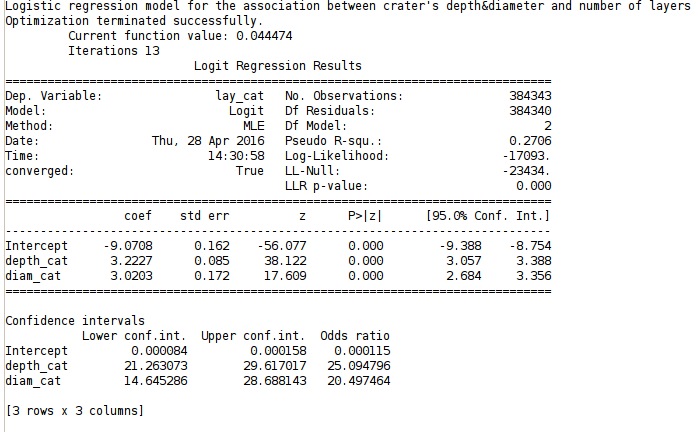 Logistic regression model for the association between crater's depth&diameter and number of layers
Optimization terminated successfully.
         Current function value: 0.044474
         Iterations 13
                           Logit Regression Results
==============================================================================
Dep. Variable:                lay_cat   No. Observations:               384343
Model:                          Logit   Df Residuals:                   384340
Method:                           MLE   Df Model:                            2
Date:                Thu, 28 Apr 2016   Pseudo R-squ.:                  0.2706
Time:                        14:30:58   Log-Likelihood:                -17093.
converged:                       True   LL-Null:                       -23434.
                                        LLR p-value:                     0.000
==============================================================================
                 coef    std err          z      P>|z|      [95.0% Conf. Int.]
------------------------------------------------------------------------------
Intercept     -9.0708      0.162    -56.077      0.000        -9.388    -8.754
depth_cat      3.2227      0.085     38.122      0.000         3.057     3.388
diam_cat       3.0203      0.172     17.609      0.000         2.684     3.356
==============================================================================
Confidence intervals
           Lower conf.int.  Upper conf.int.  Odds ratio
Intercept         0.000084         0.000158    0.000115
depth_cat        21.263073        29.617017   25.094796
diam_cat         14.645286        28.688143   20.497464
[3 rows x 3 columns]